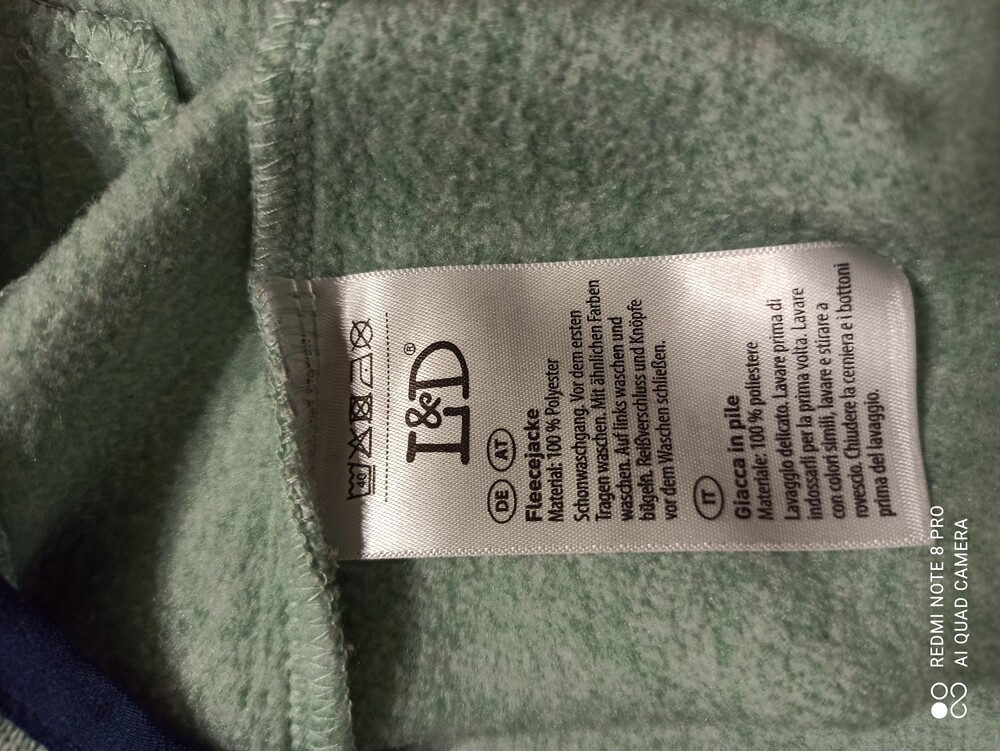 40
L&D®
DE AT
Fleecejacke
Material: 100 % Polyester
Schonwaschgang. Vor dem ersten
Tragen waschen. Mit ähnlichen Farben
waschen. Auf links waschen und
bügeln. Reißverschluss und Knöpfe
vor dem Waschen schließen.
IT
Giacca in pile
Materiale: 100 % poliestere
Lavaggio delicato. Lavare prima di
indossarli per la prima volta. Lavare
con colori simili, lavare e stirare a
rovescio. Chiudere la cerniera e i bottoni
prima del lavaggio.
REDMI NOTE 8 PRO
AI QUAD CAMERA